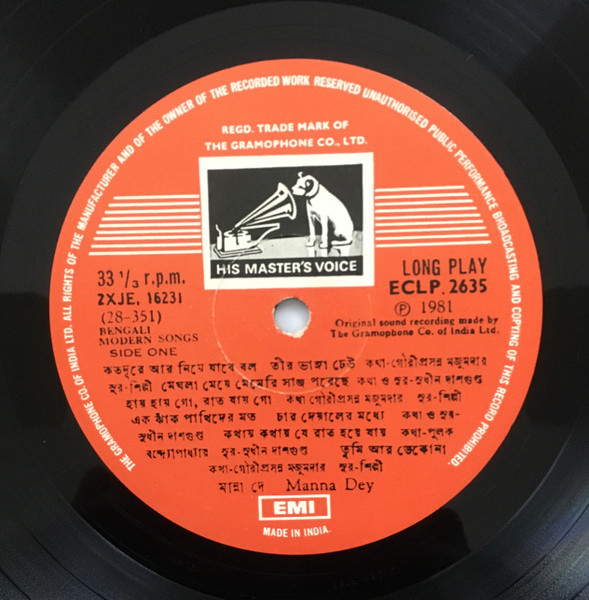 THE GRAMOPHONE CO. OF INDIA LTD. ALL RIGHTS OF THE MANUFACTURER AND OF THE OWNER OF THE RECORDED WORK RESERVED UNAUTHORISED PUBLIC PERFORMANCE BROADCASTING AND COPYING OF THIS RECORD PROHIBITED.
REGD. TRADE MARK OF
THE GRAMOPHONE CO., LTD.
HIS MASTER'S VOICE
33 1/3 r.p.m.
2XJE, 16231
(28-351)
BENGALI
MODERN SONGS
SIDE ONE
LONG PLAY
ECLP. 2635
Ⓟ 1981
Original sound recording made by
The Gramophone Co. of India Ltd.
কতদূরে আর নিয়ে যাবে বল তীর ভাঙ্গা ঢেউ কথা-গৌরীপ্রসন্ন মজুমদার
সুর-শিল্পী মেঘলা মেয়ে মেঘেরি সাজ পরেছে কথা ও সুর-সুধীন দাশগুপ্ত
হায় হায় গো, রাত যায় গো কথা গৌরীপ্রসন্ন মজুমদার সুর-শিল্পী
এক ঝাঁক পাখিদের মত চার দেয়ালের মধ্যে কথা ও সুর-
সুধীন দাশগুপ্ত কথায় কথায় যে রাত হয়ে যায় কথা-পুলক
বন্দ্যোপাধ্যায় সুর-সুধীন দাশগুপ্ত তুমি আর ডেকোনা
কথা-গৌরীপ্রসন্ন মজুমদার সুর-শিল্পী
মান্না দে Manna Dey
EMI
MADE IN INDIA.